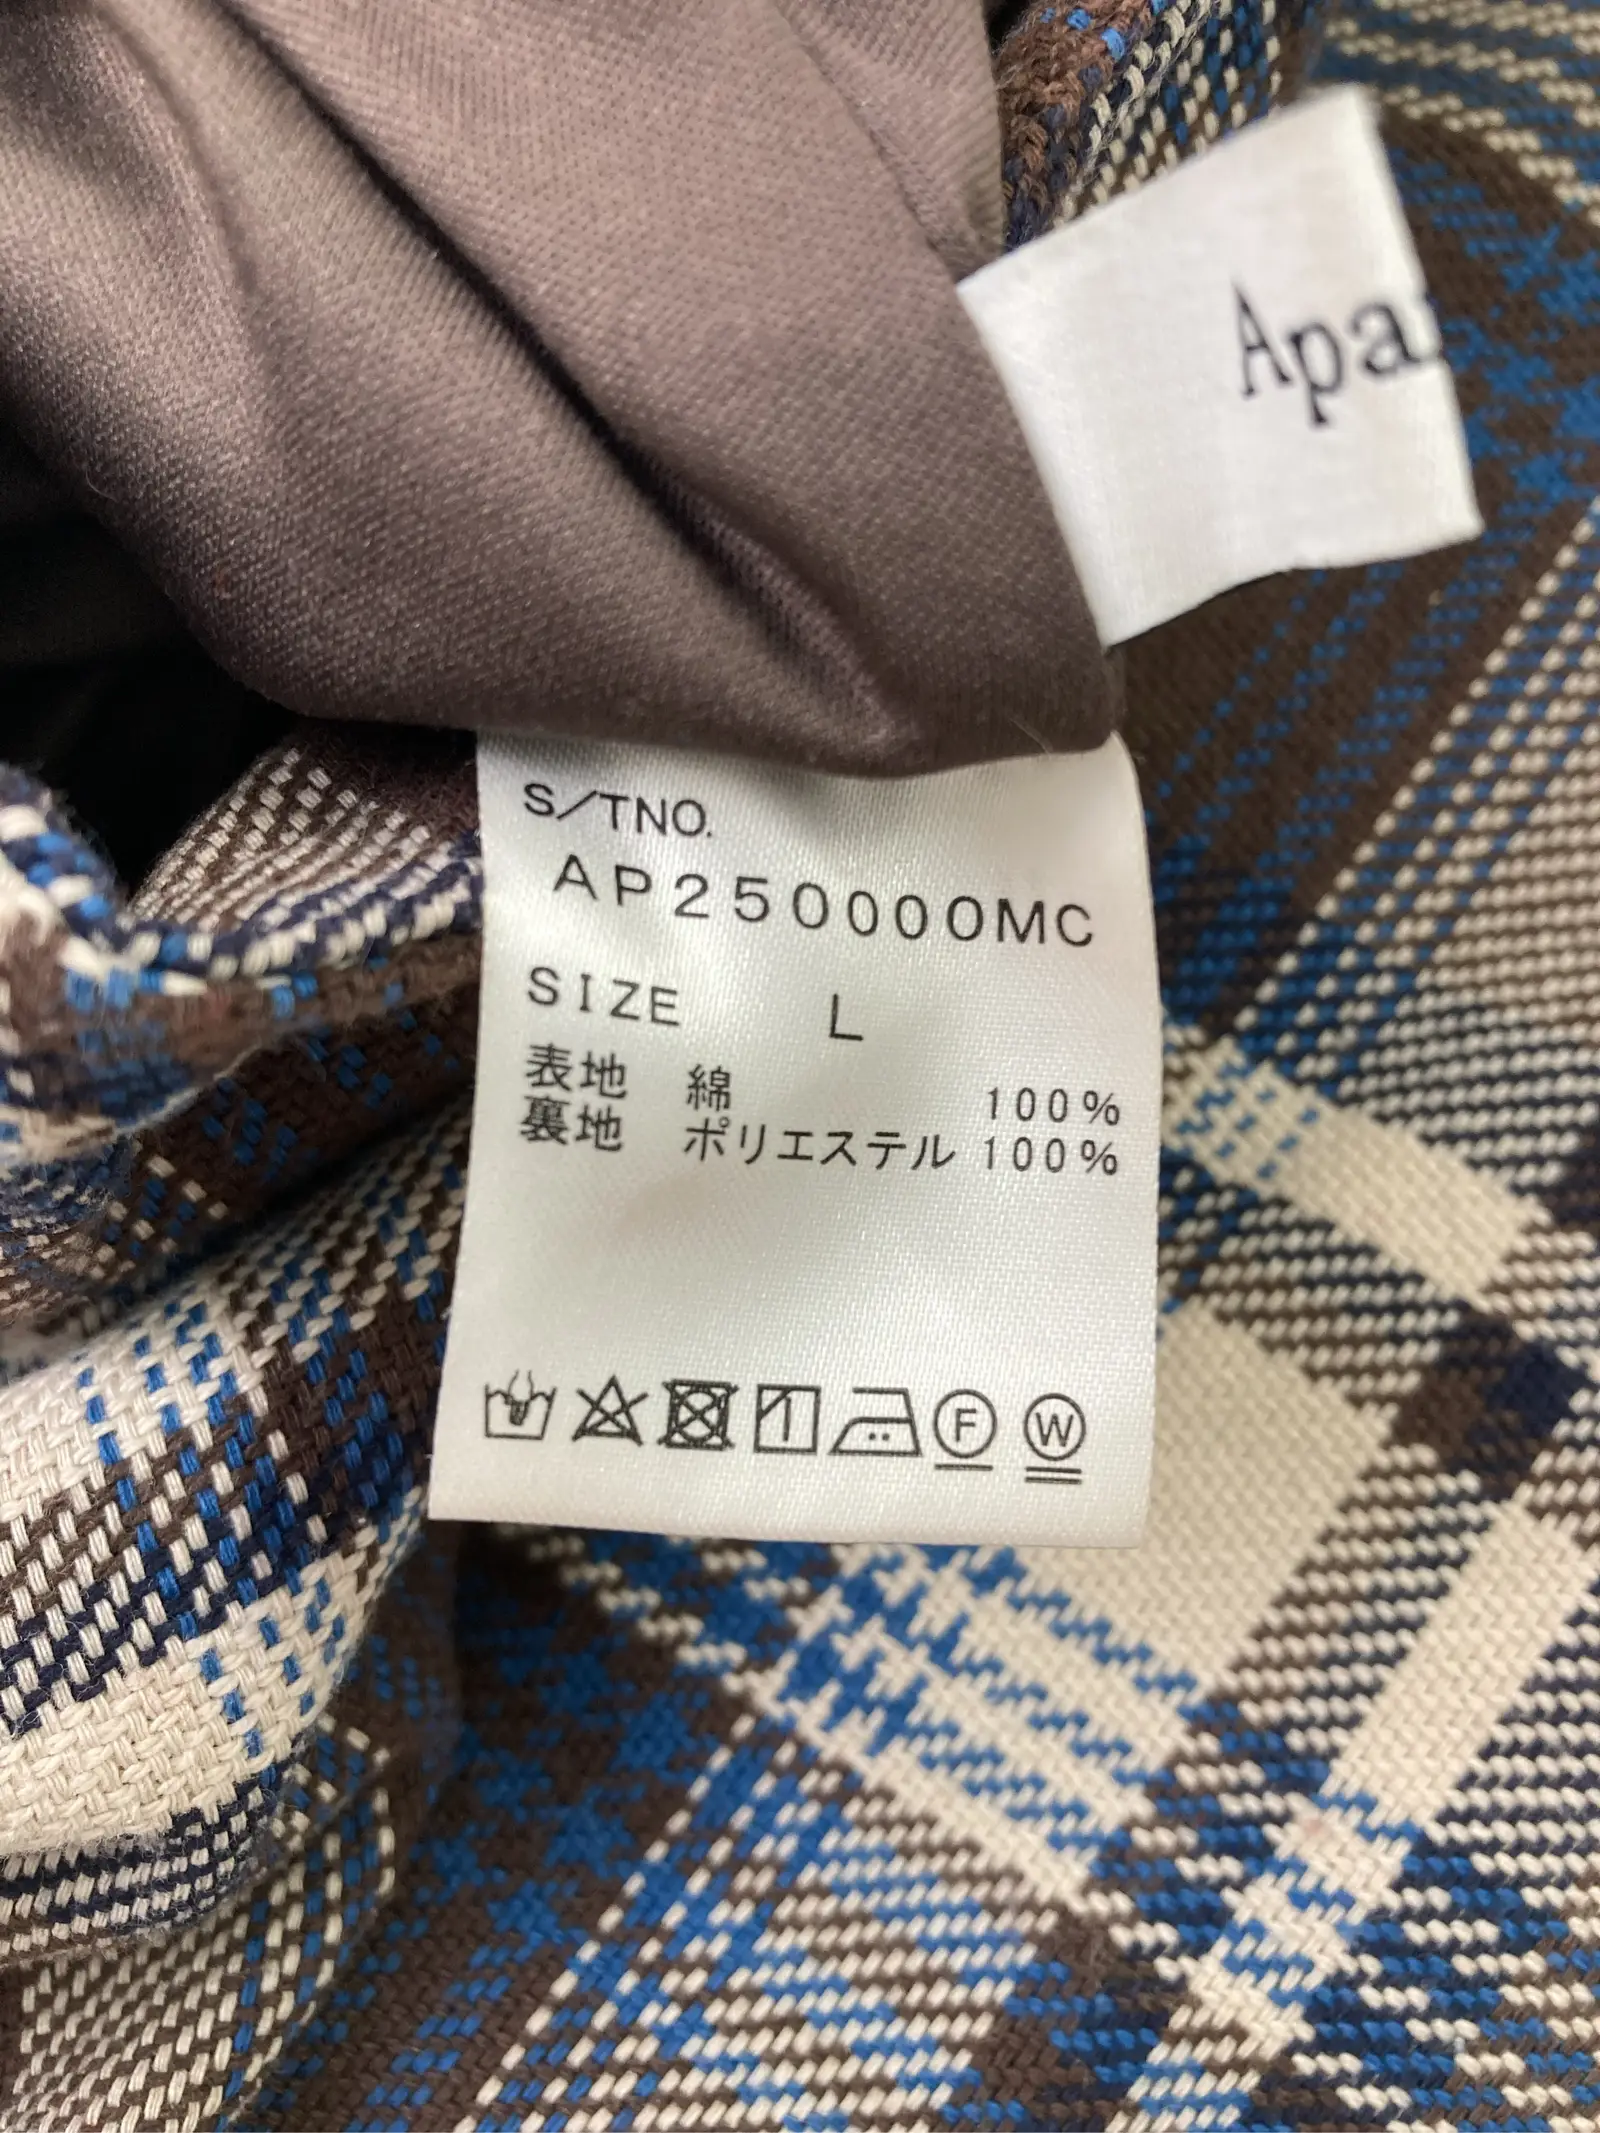 Apa
S/TNO.
AP250000MC
SIZE L
表地 綿 100%
裏地 ポリエステル 100%
F W